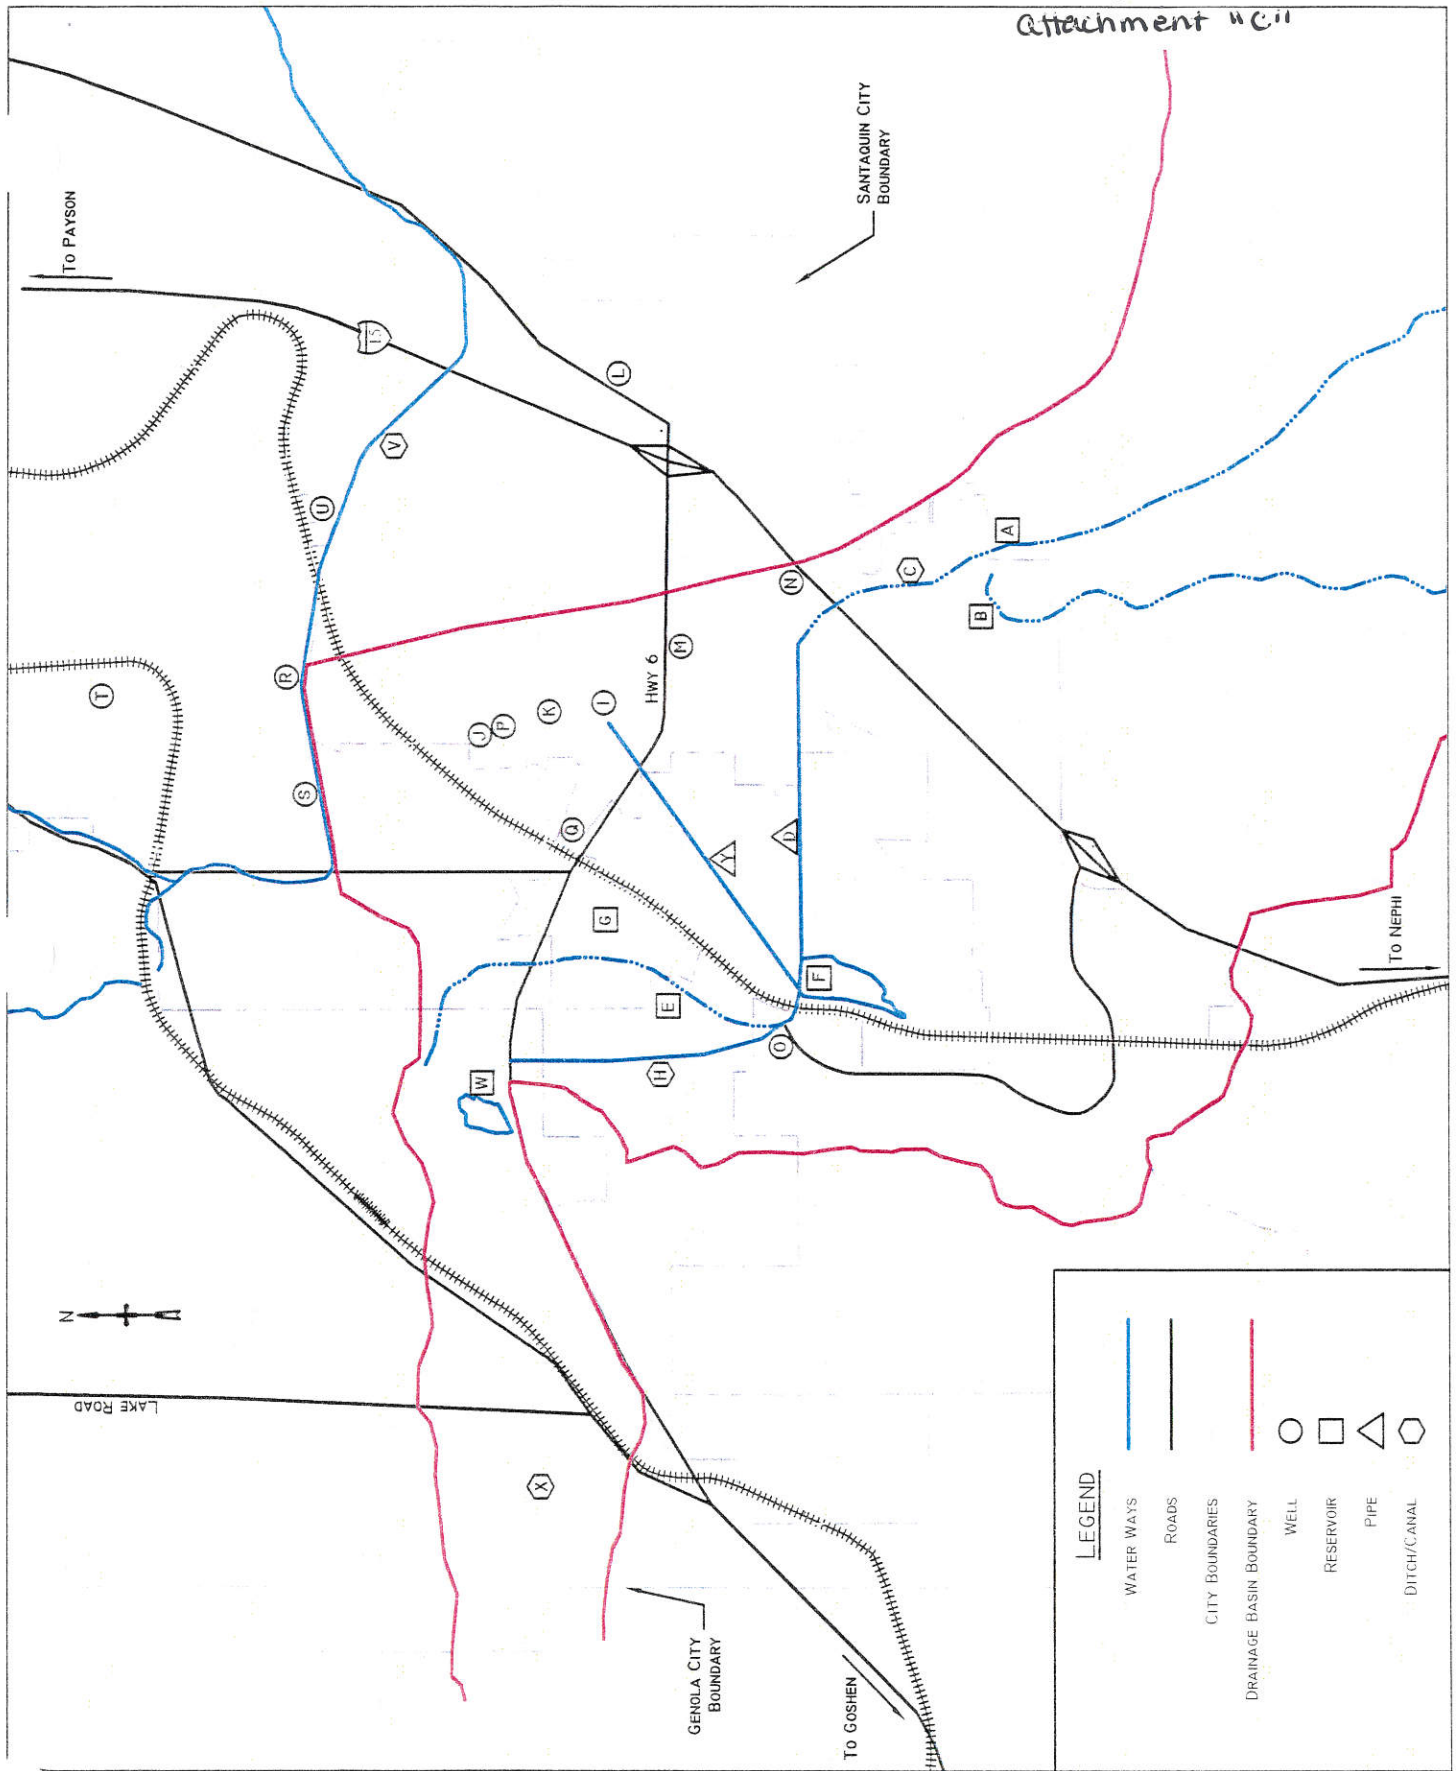 Attachment "C"
To Payson
15
Santaquin City
Boundary
V
U
L
A
C
N
B
T
R
M
Hwy 6
I
K
P
J
S
Q
Y
D
G
F
E
O
H
W
To Nephi
N
Lake Road
X
Genola City
Boundary
To Goshen
LEGEND
Water Ways
Roads
City Boundaries
Drainage Basin Boundary
Well
Reservoir
Pipe
Ditch/Canal